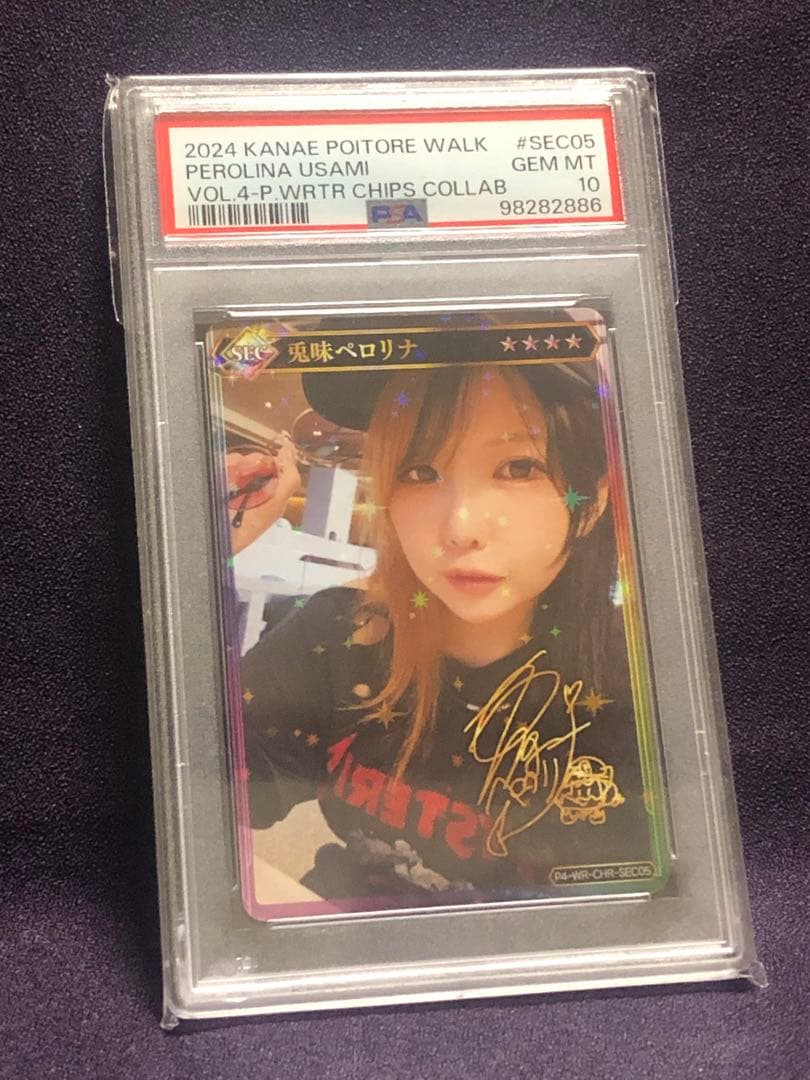 2024 KANAE POITORE WALK #SEC05
PEROLINA USAMI GEM MT
VOL.4-P.WRTR CHIPS COLLAB 10
PSA 98282886
SEC 兎味ペロリナ ★★★★
P4-WR-CHR-SEC05